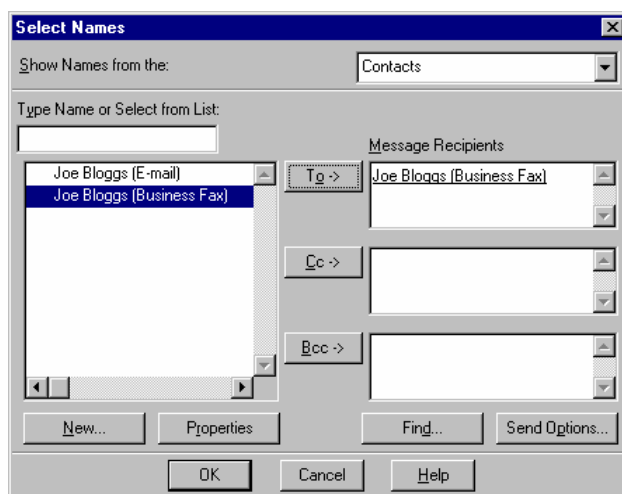 Select Names
Show Names from the:
Contacts
Type Name or Select from List:
Message Recipients
Joe Bloggs (E-mail)
Joe Bloggs (Business Fax)
To ->
Joe Bloggs (Business Fax)
Cc ->
Bcc ->
New...
Properties
Find...
Send Options...
OK
Cancel
Help